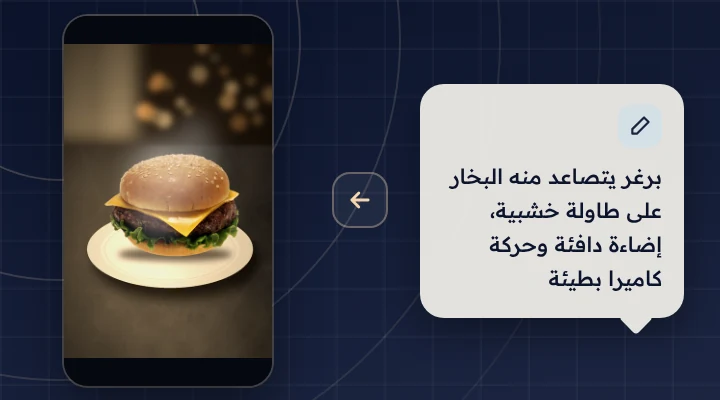 برغر يتصاعد منه البخار
على طاولة خشبية،
إضاءة دافئة وحركة
كاميرا بطيئة